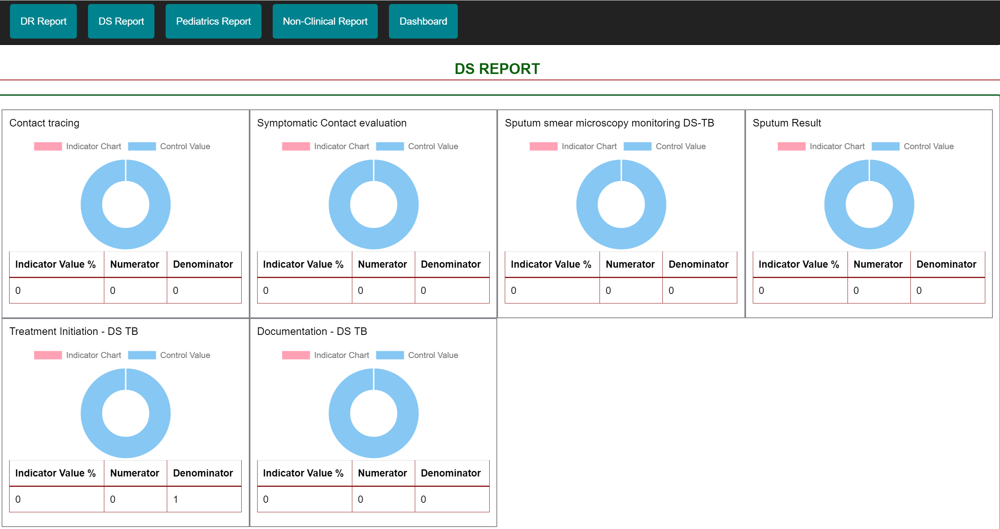 DR Report DS Report Pediatrics Report Non-Clinical Report Dashboard
DS REPORT
Contact tracing
Indicator Chart Control Value
Indicator Value % Numerator Denominator
0 0 0
Symptomatic Contact evaluation
Indicator Chart Control Value
Indicator Value % Numerator Denominator
0 0 0
Sputum smear microscopy monitoring DS-TB
Indicator Chart Control Value
Indicator Value % Numerator Denominator
0 0 0
Sputum Result
Indicator Chart Control Value
Indicator Value % Numerator Denominator
0 0 0
Treatment Initiation - DS TB
Indicator Chart Control Value
Indicator Value % Numerator Denominator
0 0 1
Documentation - DS TB
Indicator Chart Control Value
Indicator Value % Numerator Denominator
0 0 0